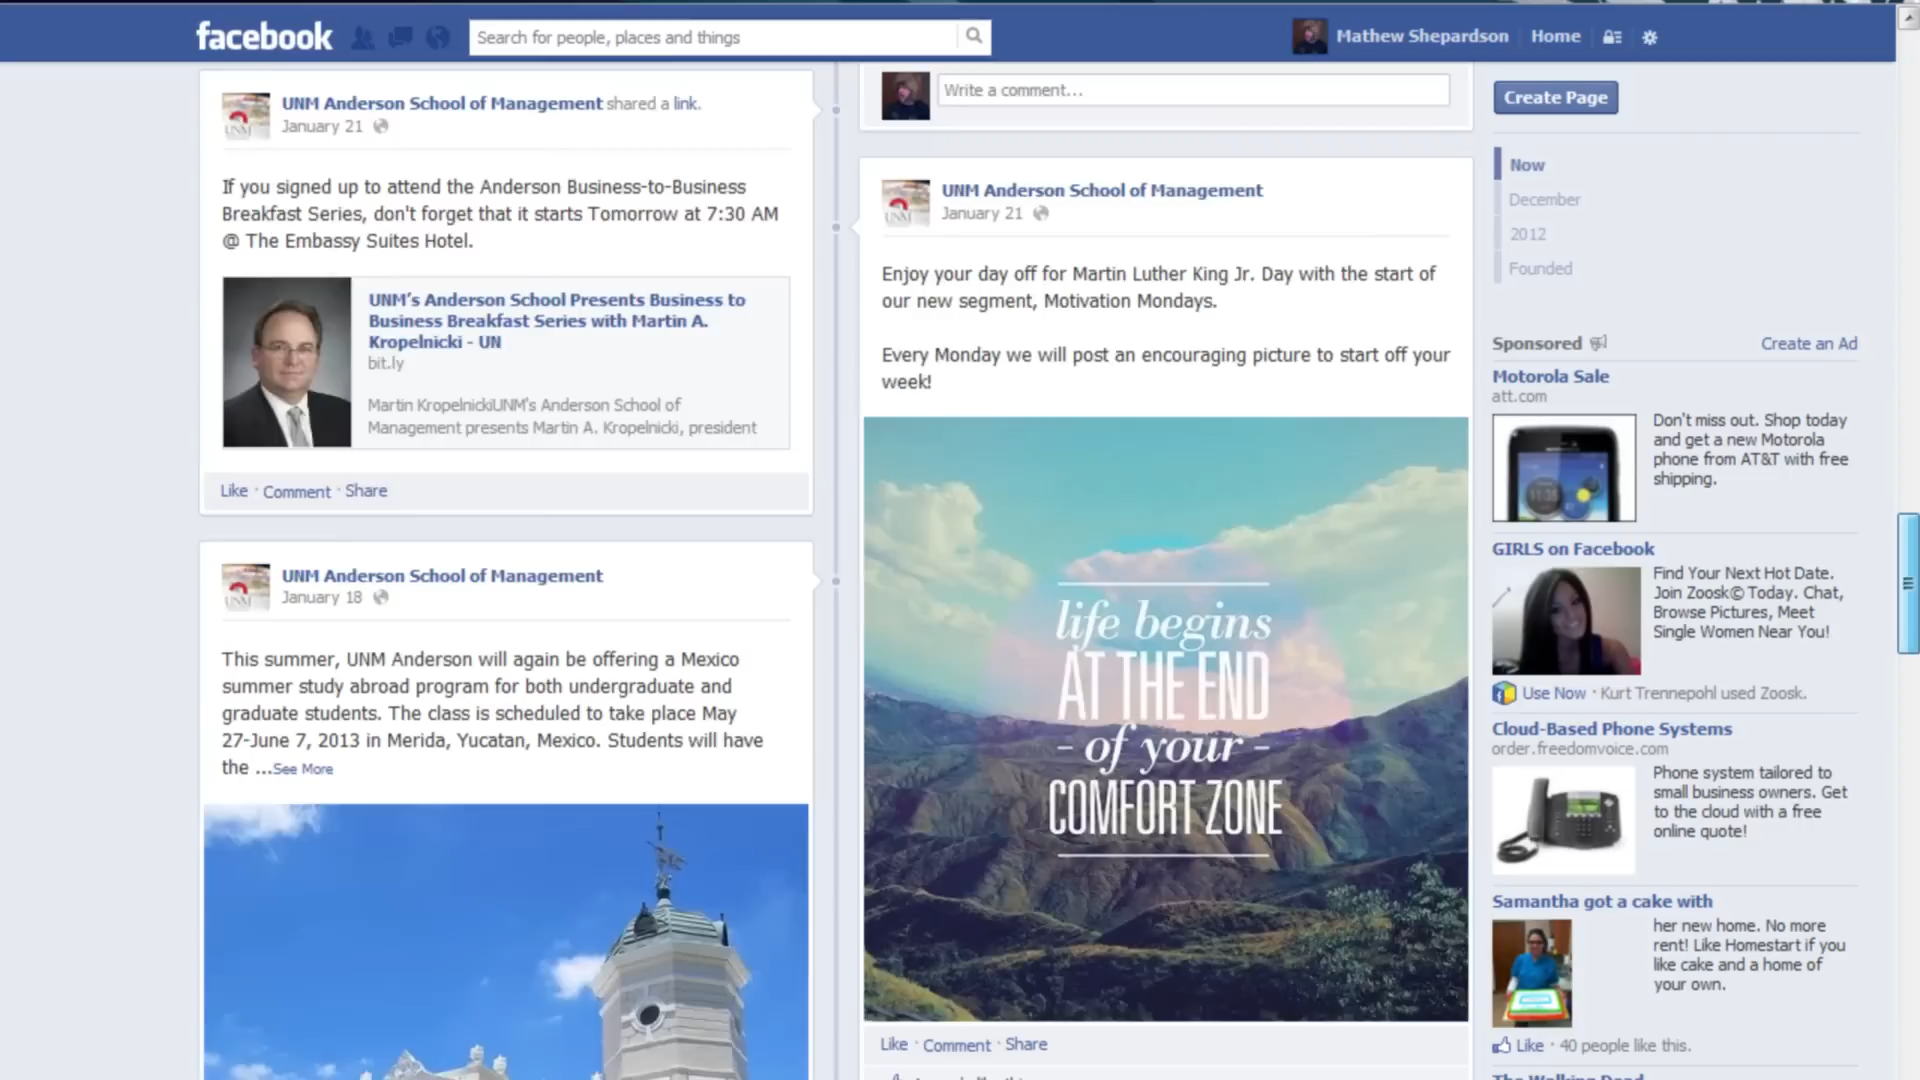 facebook
Search for people, places and things
Mathew Shepardson
Home
UNM Anderson School of Management shared a link.
January 21
If you signed up to attend the Anderson Business-to-Business
Breakfast Series, don't forget that it starts Tomorrow at 7:30 AM
@ The Embassy Suites Hotel.
UNM's Anderson School Presents Business to
Business Breakfast Series with Martin A.
Kropelnicki - UN
bit.ly
Martin KropelnickiUNM's Anderson School of
Management presents Martin A. Kropelnicki, president
Like · Comment · Share
UNM Anderson School of Management
January 18
This summer, UNM Anderson will again be offering a Mexico
summer study abroad program for both undergraduate and
graduate students. The class is scheduled to take place May
27-June 7, 2013 in Merida, Yucatan, Mexico. Students will have
the ...See More
Write a comment...
UNM Anderson School of Management
January 21
Enjoy your day off for Martin Luther King Jr. Day with the start of
our new segment, Motivation Mondays.
Every Monday we will post an encouraging picture to start off your
week!
life begins
AT THE END
- of your -
COMFORT ZONE
Like · Comment · Share
Create Page
Now
December
2012
Founded
Sponsored
Create an Ad
Motorola Sale
att.com
Don't miss out. Shop today
and get a new Motorola
phone from AT&T with free
shipping.
GIRLS on Facebook
Find Your Next Hot Date.
Join Zoosk© Today. Chat,
Browse Pictures, Meet
Single Women Near You!
Use Now · Kurt Trennepohl used Zoosk.
Cloud-Based Phone Systems
order.freedomvoice.com
Phone system tailored to
small business owners. Get
to the cloud with a free
online quote!
Samantha got a cake with
her new home. No more
rent! Like Homestart if you
like cake and a home of
your own.
Like · 40 people like this.
The Walking Dead